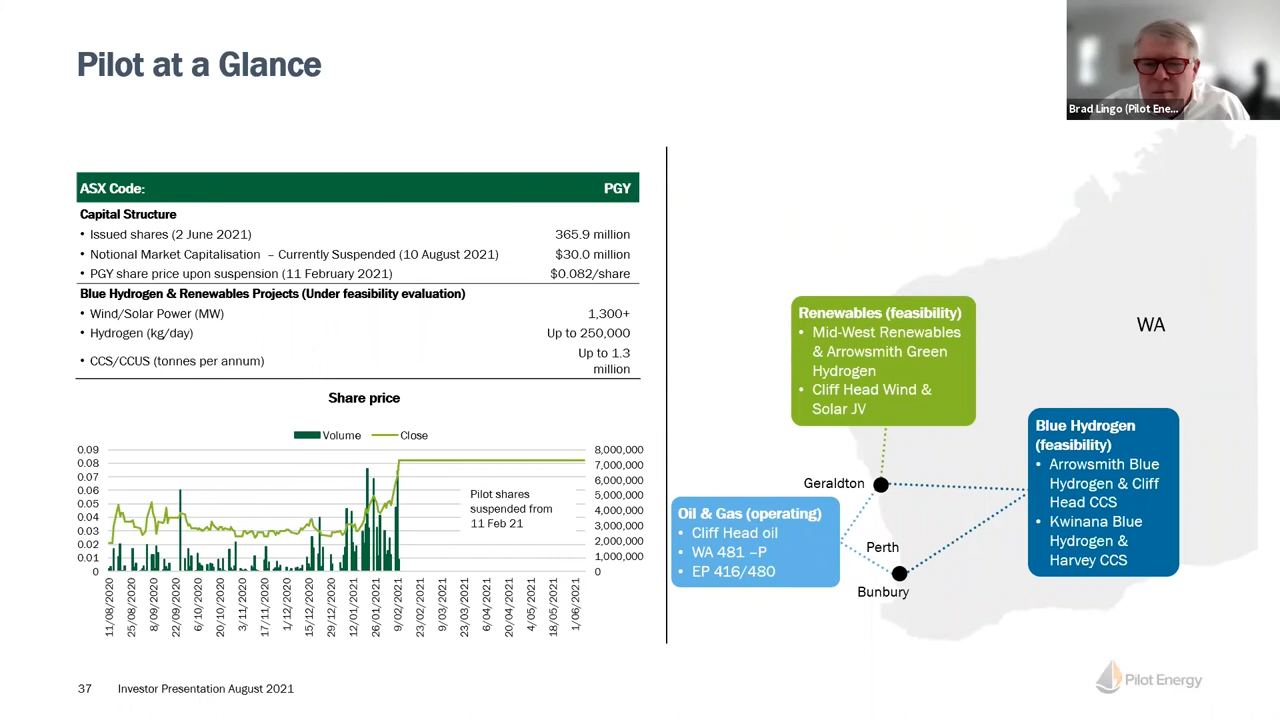 Pilot at a Glance
Brad Lingo (Pilot Ene...
ASX Code: PGY
Capital Structure
• Issued shares (2 June 2021) 365.9 million
• Notional Market Capitalisation – Currently Suspended (10 August 2021) $30.0 million
• PGY share price upon suspension (11 February 2021) $0.082/share
Blue Hydrogen & Renewables Projects (Under feasibility evaluation)
• Wind/Solar Power (MW) 1,300+
• Hydrogen (kg/day) Up to 250,000
• CCS/CCUS (tonnes per annum) Up to 1.3
million
Share price
Volume Close
0.09
0.08
0.07
0.06
0.05
0.04
0.03
0.02
0.01
0
8,000,000
7,000,000
6,000,000
5,000,000
4,000,000
3,000,000
2,000,000
1,000,000
0
Pilot shares
suspended from
11 Feb 21
11/08/2020
25/08/2020
8/09/2020
22/09/2020
6/10/2020
20/10/2020
3/11/2020
17/11/2020
1/12/2020
15/12/2020
29/12/2020
12/01/2021
26/01/2021
9/02/2021
23/02/2021
9/03/2021
23/03/2021
6/04/2021
20/04/2021
4/05/2021
18/05/2021
1/06/2021
WA
Renewables (feasibility)
• Mid-West Renewables
& Arrowsmith Green
Hydrogen
• Cliff Head Wind &
Solar JV
Blue Hydrogen
(feasibility)
• Arrowsmith Blue
Hydrogen & Cliff
Head CCS
• Kwinana Blue
Hydrogen &
Harvey CCS
Geraldton
Oil & Gas (operating)
• Cliff Head oil
• WA 481 –P
• EP 416/480
Perth
Bunbury
37 Investor Presentation August 2021
Pilot Energy